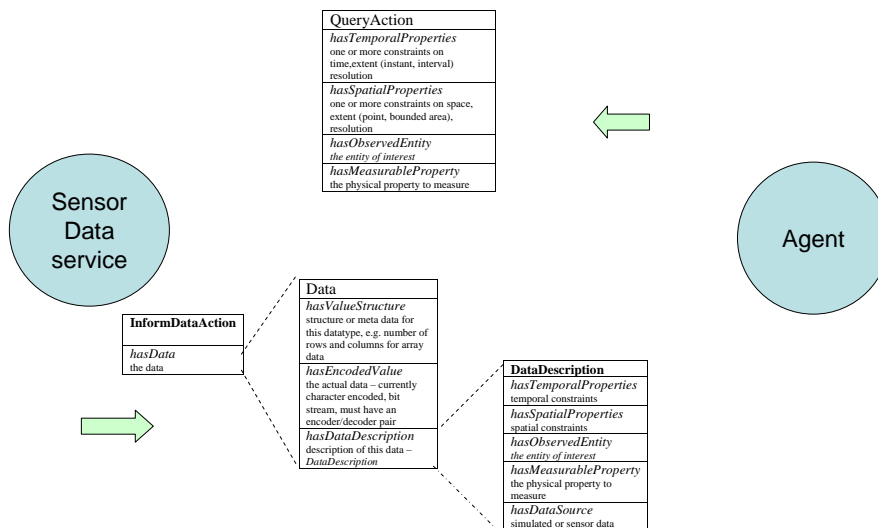 QueryAction
hasTemporalProperties
one or more constraints on
time,extent (instant, interval)
resolution
hasSpatialProperties
one or more constraints on space,
extent (point, bounded area),
resolution
hasObservedEntity
the entity of interest
hasMeasurableProperty
the physical property to measure
Sensor
Data
service
Agent
InformDataAction
hasData
the data
Data
hasValueStructure
structure or meta data for
this datatype, e.g. number of
rows and columns for array
data
hasEncodedValue
the actual data – currently
character encoded, bit
stream, must have an
encoder/decoder pair
hasDataDescription
description of this data –
DataDescription
DataDescription
hasTemporalProperties
temporal constraints
hasSpatialProperties
spatial constraints
hasObservedEntity
the entity of interest
hasMeasurableProperty
the physical property to
measure
hasDataSource
simulated or sensor data